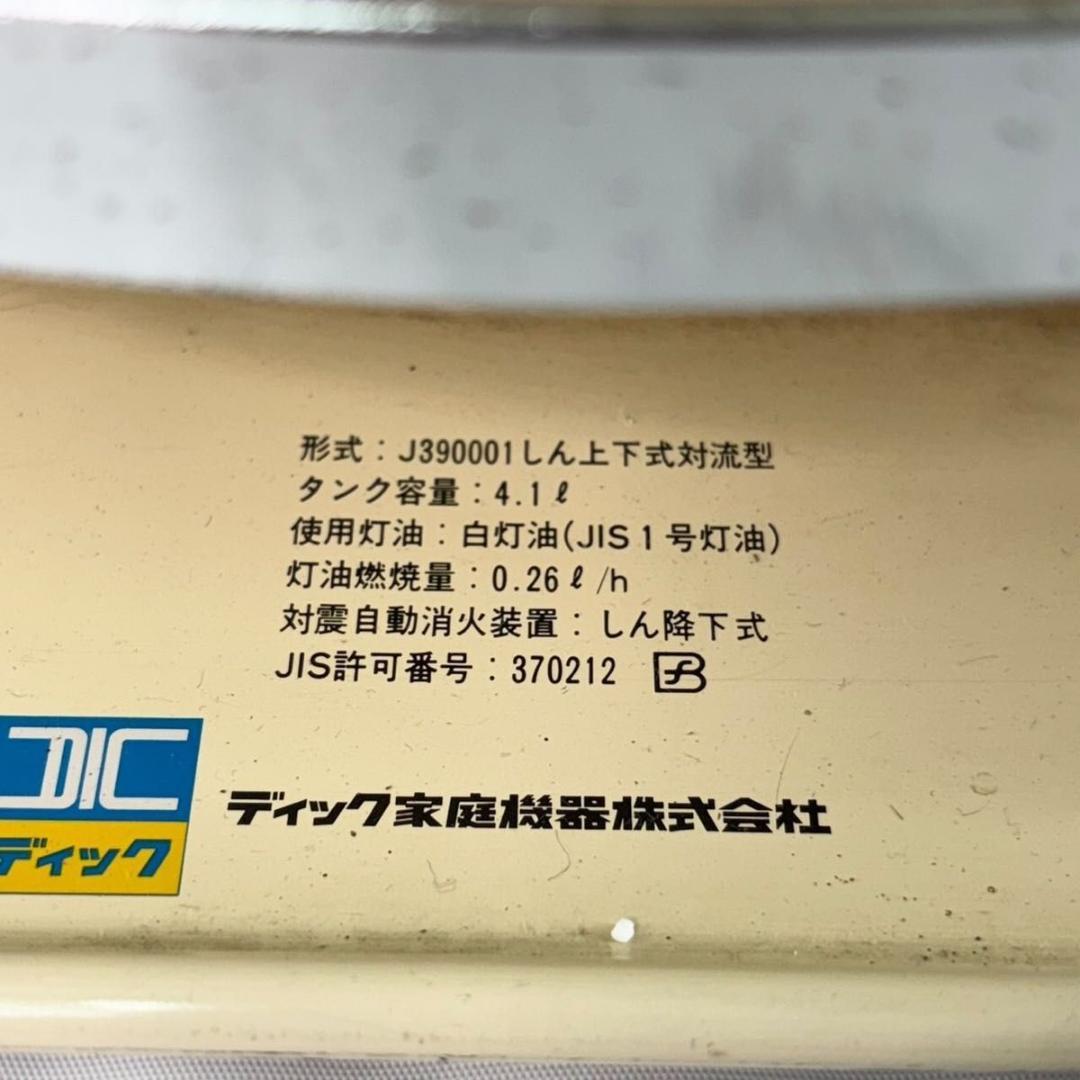 形式：J390001しん上下式対流型
タンク容量：4.1ℓ
使用灯油：白灯油(JIS1号灯油)
灯油燃焼量：0.26ℓ/h
対震自動消火装置：しん降下式
JIS許可番号：370212
DIC
ディック
ディック家庭機器株式会社